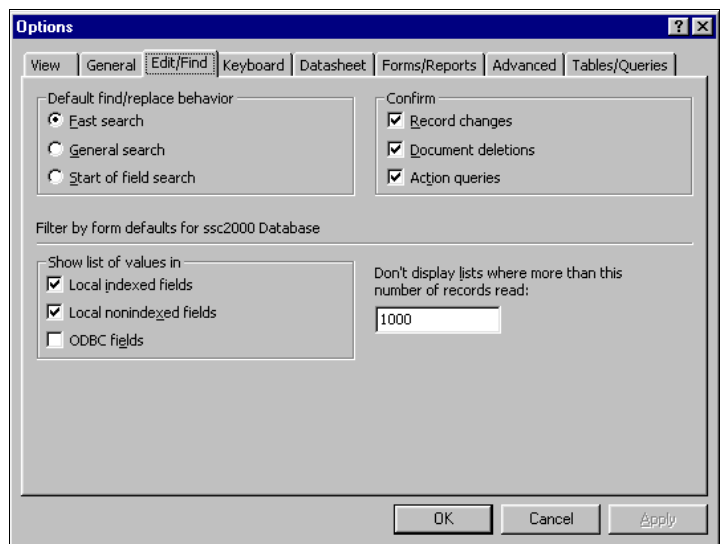 Options
View General Edit/Find Keyboard Datasheet Forms/Reports Advanced Tables/Queries
Default find/replace behavior
Fast search
General search
Start of field search
Confirm
Record changes
Document deletions
Action queries
Filter by form defaults for ssc2000 Database
Show list of values in
Local indexed fields
Local nonindexed fields
ODBC fields
Don't display lists where more than this
number of records read:
1000
OK Cancel Apply